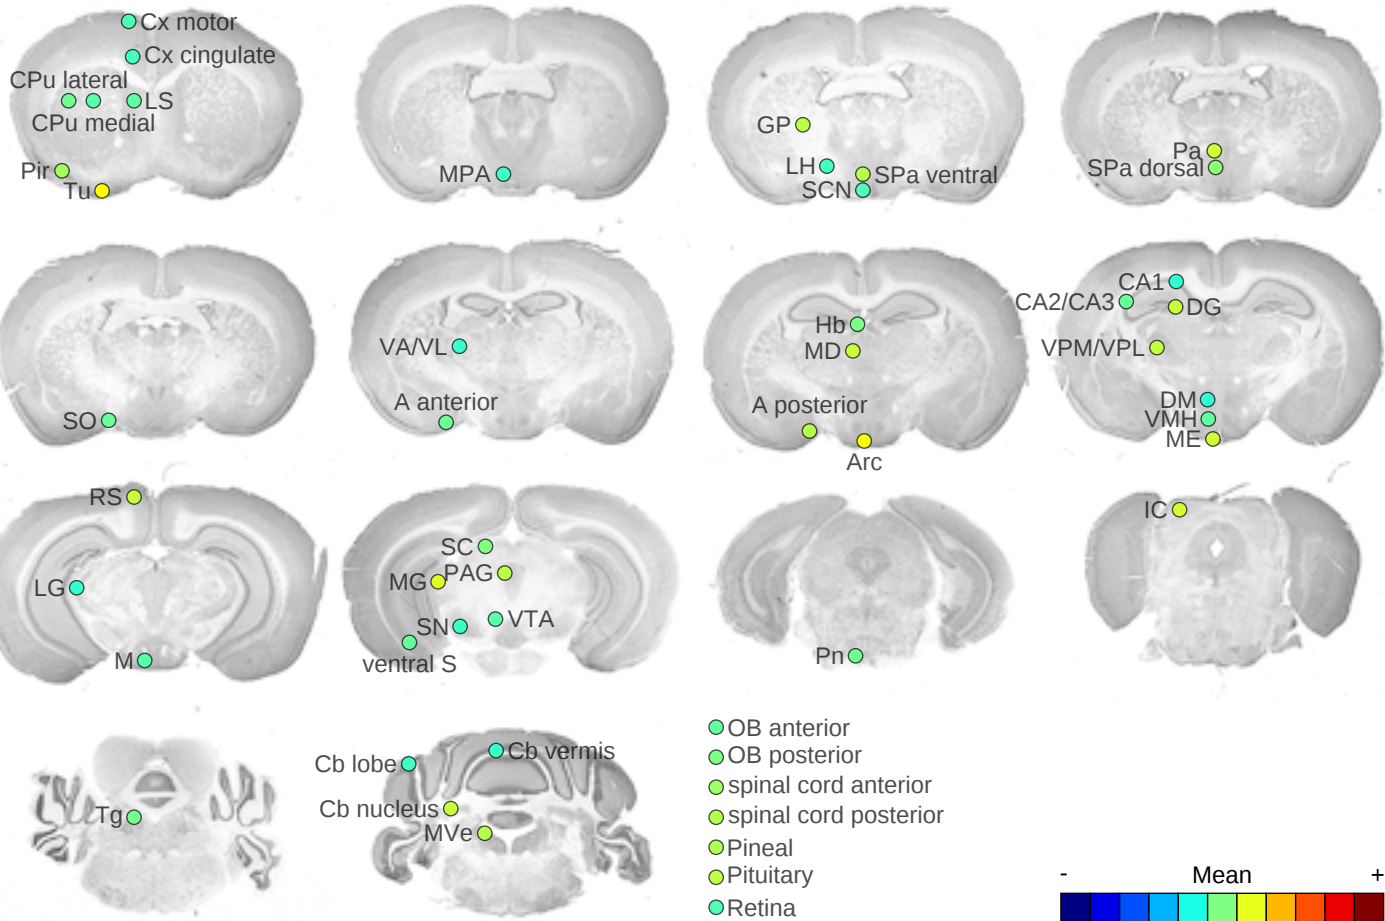 Cx motor
Cx cingulate
CPu lateral
LS
CPu medial
Pir
Tu
MPA
GP
LH
SPa ventral
SCN
Pa
SPa dorsal
SO
VA/VL
A anterior
Hb
MD
A posterior
Arc
CA1
CA2/CA3
DG
VPM/VPL
DM
VMH
ME
RS
LG
M
SC
MG
PAG
SN
VTA
ventral S
Pn
IC
Tg
Cb lobe
Cb vermis
Cb nucleus
MVe
OB anterior
OB posterior
spinal cord anterior
spinal cord posterior
Pineal
Pituitary
Retina
- Mean +